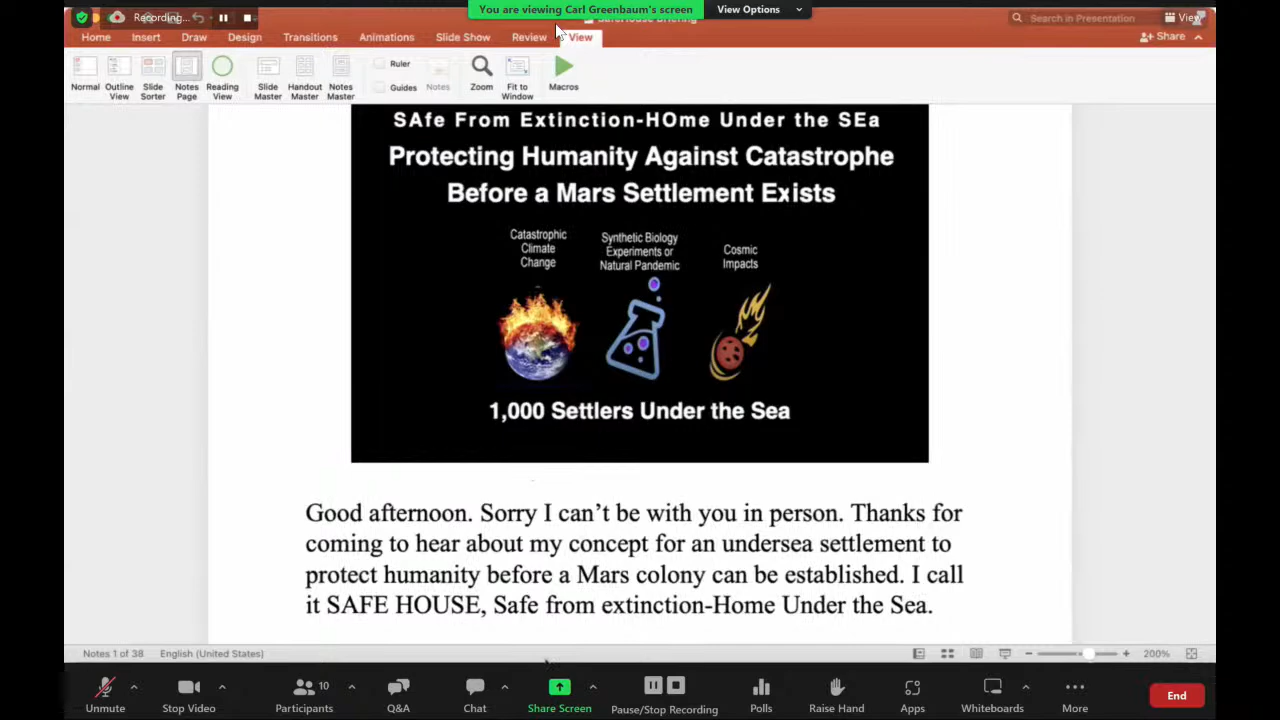 Recording...
You are viewing Carl Greenbaum's screen View Options
Search in Presentation View
Home Insert Draw Design Transitions Animations Slide Show Review View Share
Normal Outline View Slide Sorter Notes Page Reading View Slide Master Handout Master Notes Master Ruler Guides Notes Zoom Fit to Window Macros
SAfe From Extinction-HOme Under the SEa
Protecting Humanity Against Catastrophe
Before a Mars Settlement Exists
Catastrophic
Climate
Change
Synthetic Biology
Experiments or
Natural Pandemic
Cosmic
Impacts
1,000 Settlers Under the Sea
Good afternoon. Sorry I can't be with you in person. Thanks for
coming to hear about my concept for an undersea settlement to
protect humanity before a Mars colony can be established. I call
it SAFE HOUSE, Safe from extinction-Home Under the Sea.
Notes 1 of 38 English (United States) 200%
Unmute Stop Video Participants 10 Q&A Chat Share Screen Pause/Stop Recording Polls Raise Hand Apps Whiteboards More End